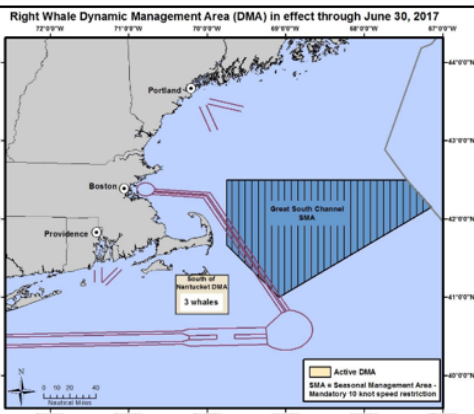 Right Whale Dynamic Management Area (DMA) in effect through June 30, 2017
72°0'0"W 71°0'0"W 70°0'0"W 69°0'0"W 68°0'0"W 67°0'0"W
44°0'0"N
Portland
43°0'0"N
Boston
Great South Channel
SMA
42°0'0"N
Providence
South of
Nantucket DMA
3 whales
41°0'0"N
N
Active DMA
SMA = Seasonal Management Area -
Mandatory 10 knot speed restriction
0 10 20 40
Nautical Miles
40°0'0"N